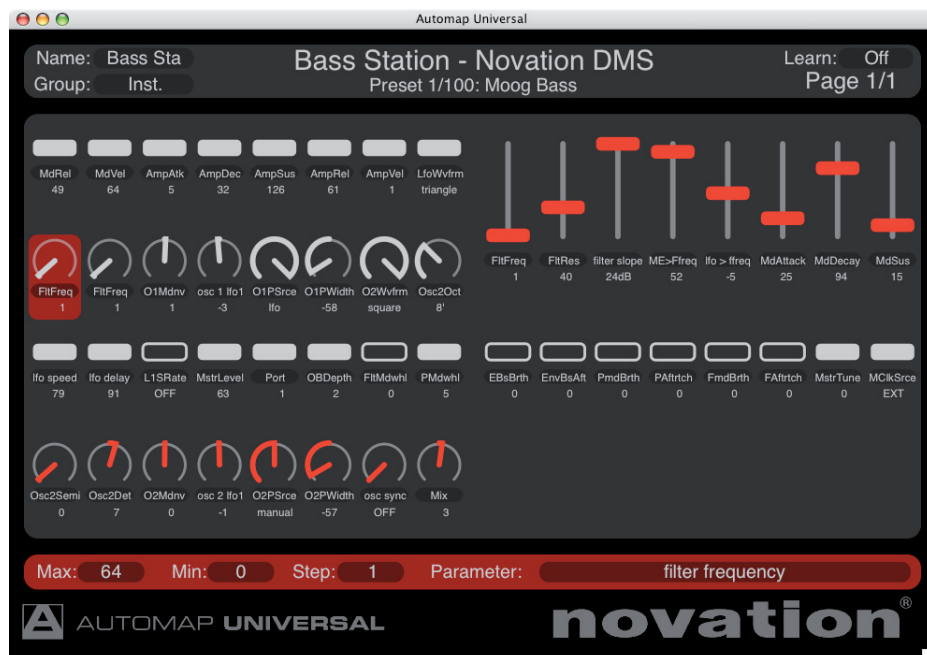 Automap Universal
Name: Bass Sta
Bass Station - Novation DMS
Learn: Off
Group: Inst.
Preset 1/100: Moog Bass
Page 1/1
MdRel MdVel AmpAtk AmpDec AmpSus AmpRel AmpVel LfoWvfrm
49 64 5 32 126 61 1 triangle
FltFreq FltRes filter slope ME>Ffreq lfo > ffreq MdAttack MdDecay MdSus
1 40 24dB 52 -5 25 94 15
FltFreq FltFreq O1Mdnv osc 1 lfo1 O1PSrce O1PWidth O2Wvfrm Osc2Oct
1 1 1 -3 lfo -58 square 8'
lfo speed lfo delay L1SRate MstrLevel Port OBDepth FltMdwhl PMdwhl
79 91 OFF 63 1 2 0 5
EBsBrth EnvBsAft PmdBrth PAftrtch FmdBrth FAftrtch MstrTune MClkSrce
0 0 0 0 0 0 0 EXT
Osc2Semi Osc2Det O2Mdnv osc 2 lfo1 O2PSrce O2PWidth osc sync Mix
0 7 0 -1 manual -57 OFF 3
Max: 64 Min: 0 Step: 1 Parameter: filter frequency
A AUTOMAP UNIVERSAL
novation®